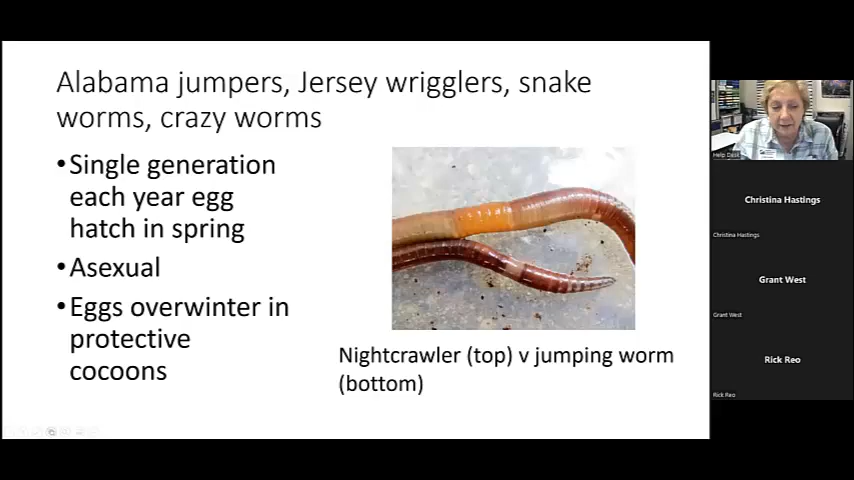 Alabama jumpers, Jersey wrigglers, snake
worms, crazy worms
•Single generation
each year egg
hatch in spring
•Asexual
•Eggs overwinter in
protective
cocoons
Nightcrawler (top) v jumping worm
(bottom)
Help Desk
Christina Hastings
Christina Hastings
Grant West
Grant West
Rick Reo
Rick Reo